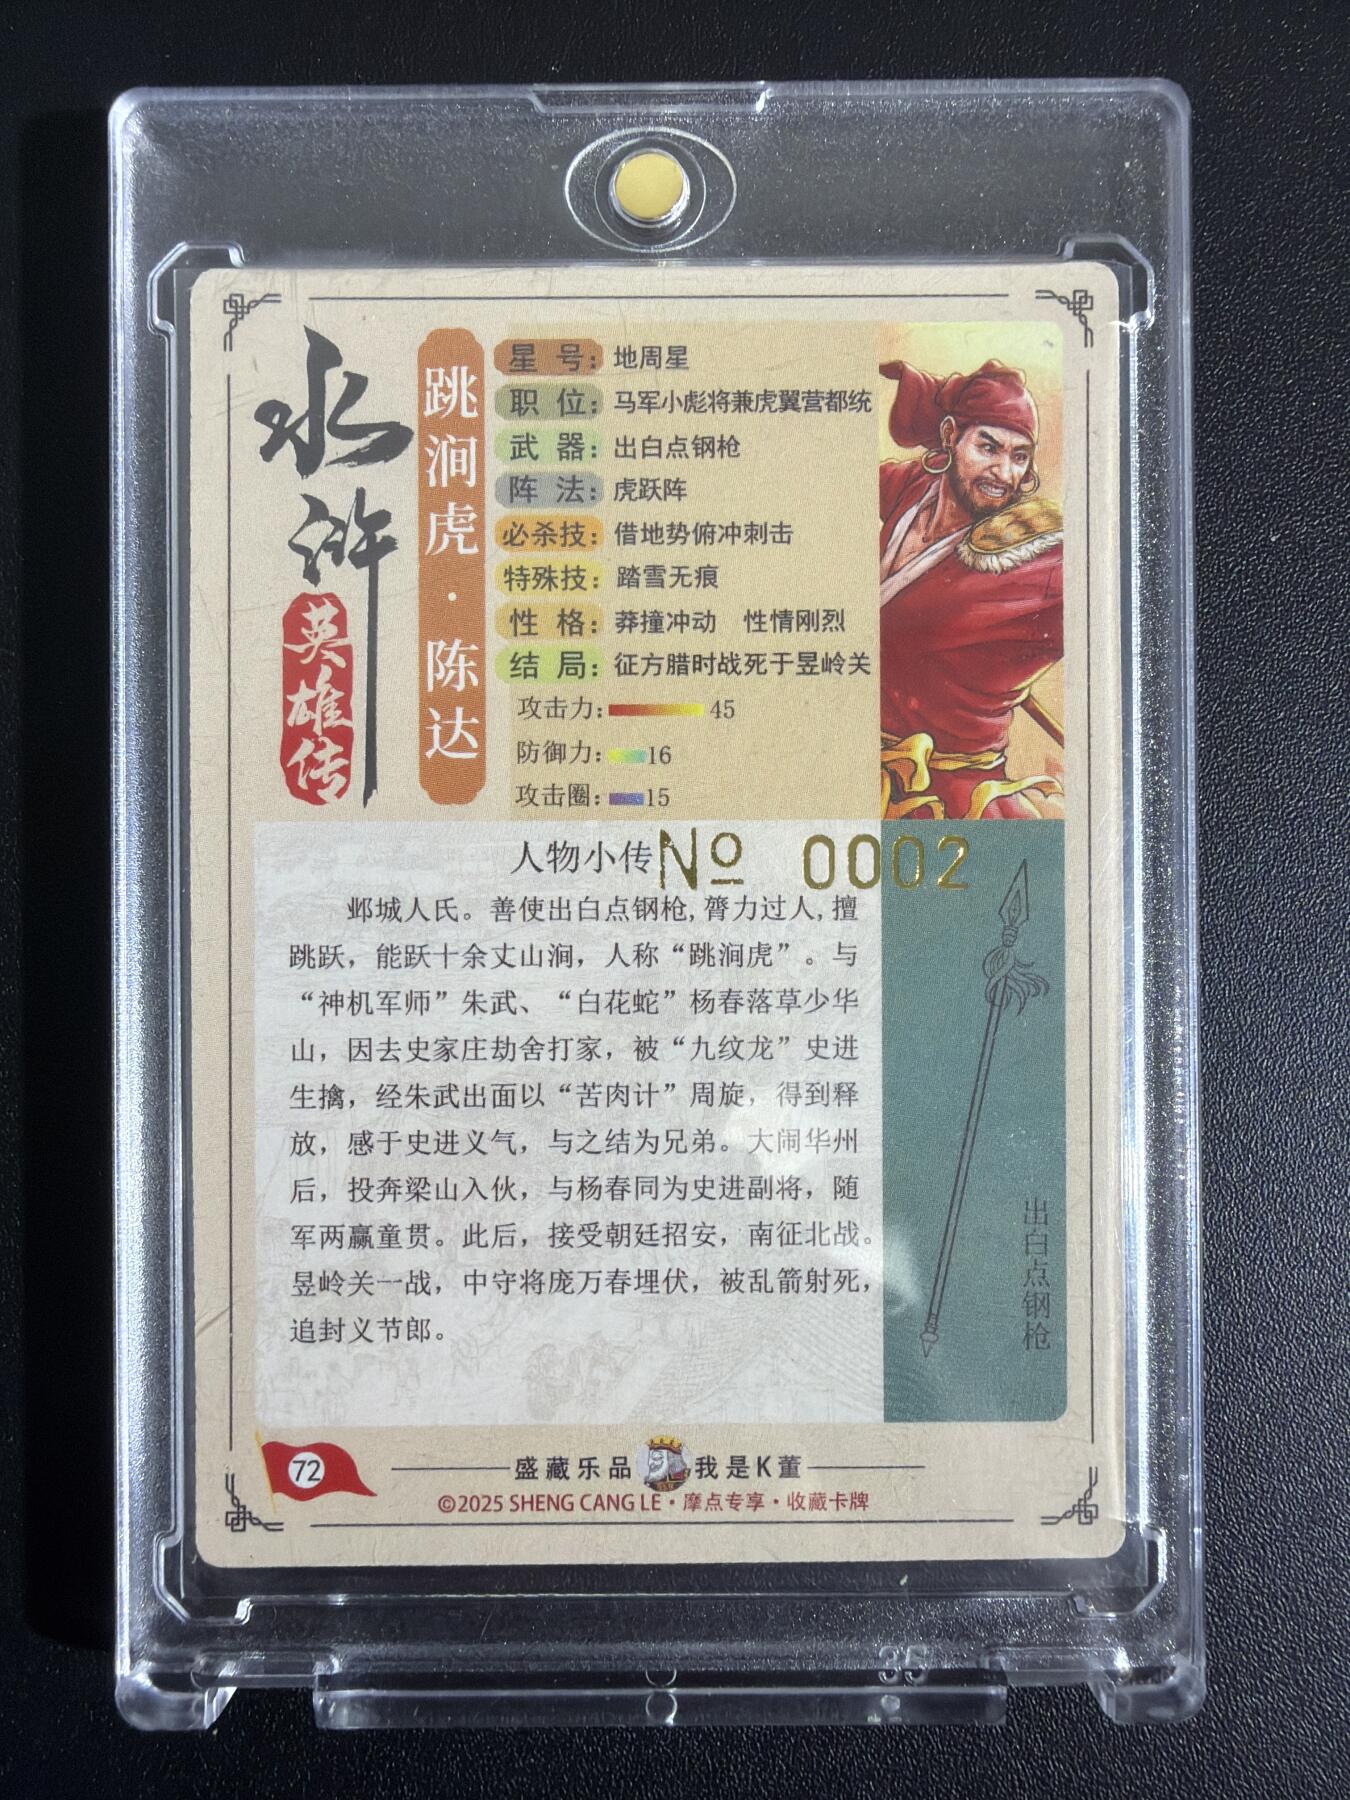 水浒
英雄传
跳涧虎·陈达
星 号：地周星
职 位：马军小彪将兼虎翼营都统
武 器：出白点钢枪
阵 法：虎跃阵
必杀技：借地势俯冲刺击
特殊技：踏雪无痕
性 格：莽撞冲动 性情刚烈
结 局：征方腊时战死于昱岭关
攻击力：45
防御力：16
攻击圈：15
人物小传
№ 0002
邺城人氏。善使出白点钢枪，膂力过人，擅
跳跃，能跃十余丈山涧，人称“跳涧虎”。与
“神机军师”朱武、“白花蛇”杨春落草少华
山，因去史家庄劫舍打家，被“九纹龙”史进
生擒，经朱武出面以“苦肉计”周旋，得到释
放，感于史进义气，与之结为兄弟。大闹华州
后，投奔梁山入伙，与杨春同为史进副将，随
军两赢童贯。此后，接受朝廷招安，南征北战。
昱岭关一战，中守将庞万春埋伏，被乱箭射死，
追封义节郎。
出白点钢枪
72
盛藏乐品 我是K董
©2025 SHENG CANG LE·摩点专享·收藏卡牌
35